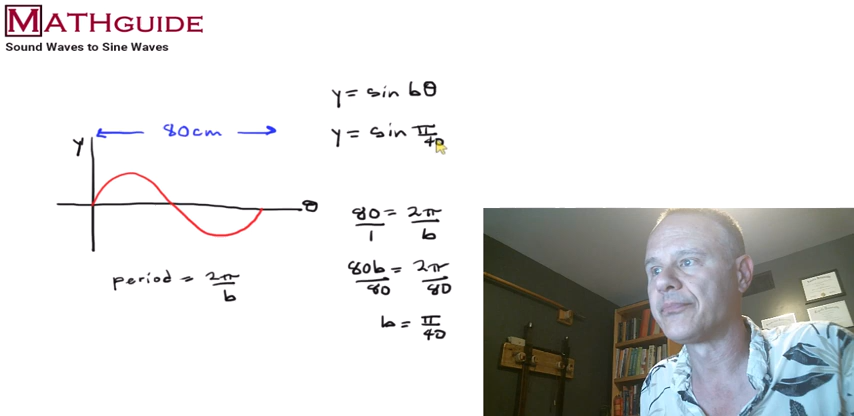 MATHGUIDE
Sound Waves to Sine Waves
y = sin bθ
80cm
y = sin π/40
y
θ
80/1 = 2π/b
period = 2π/b
80b/80 = 2π/80
b = π/40